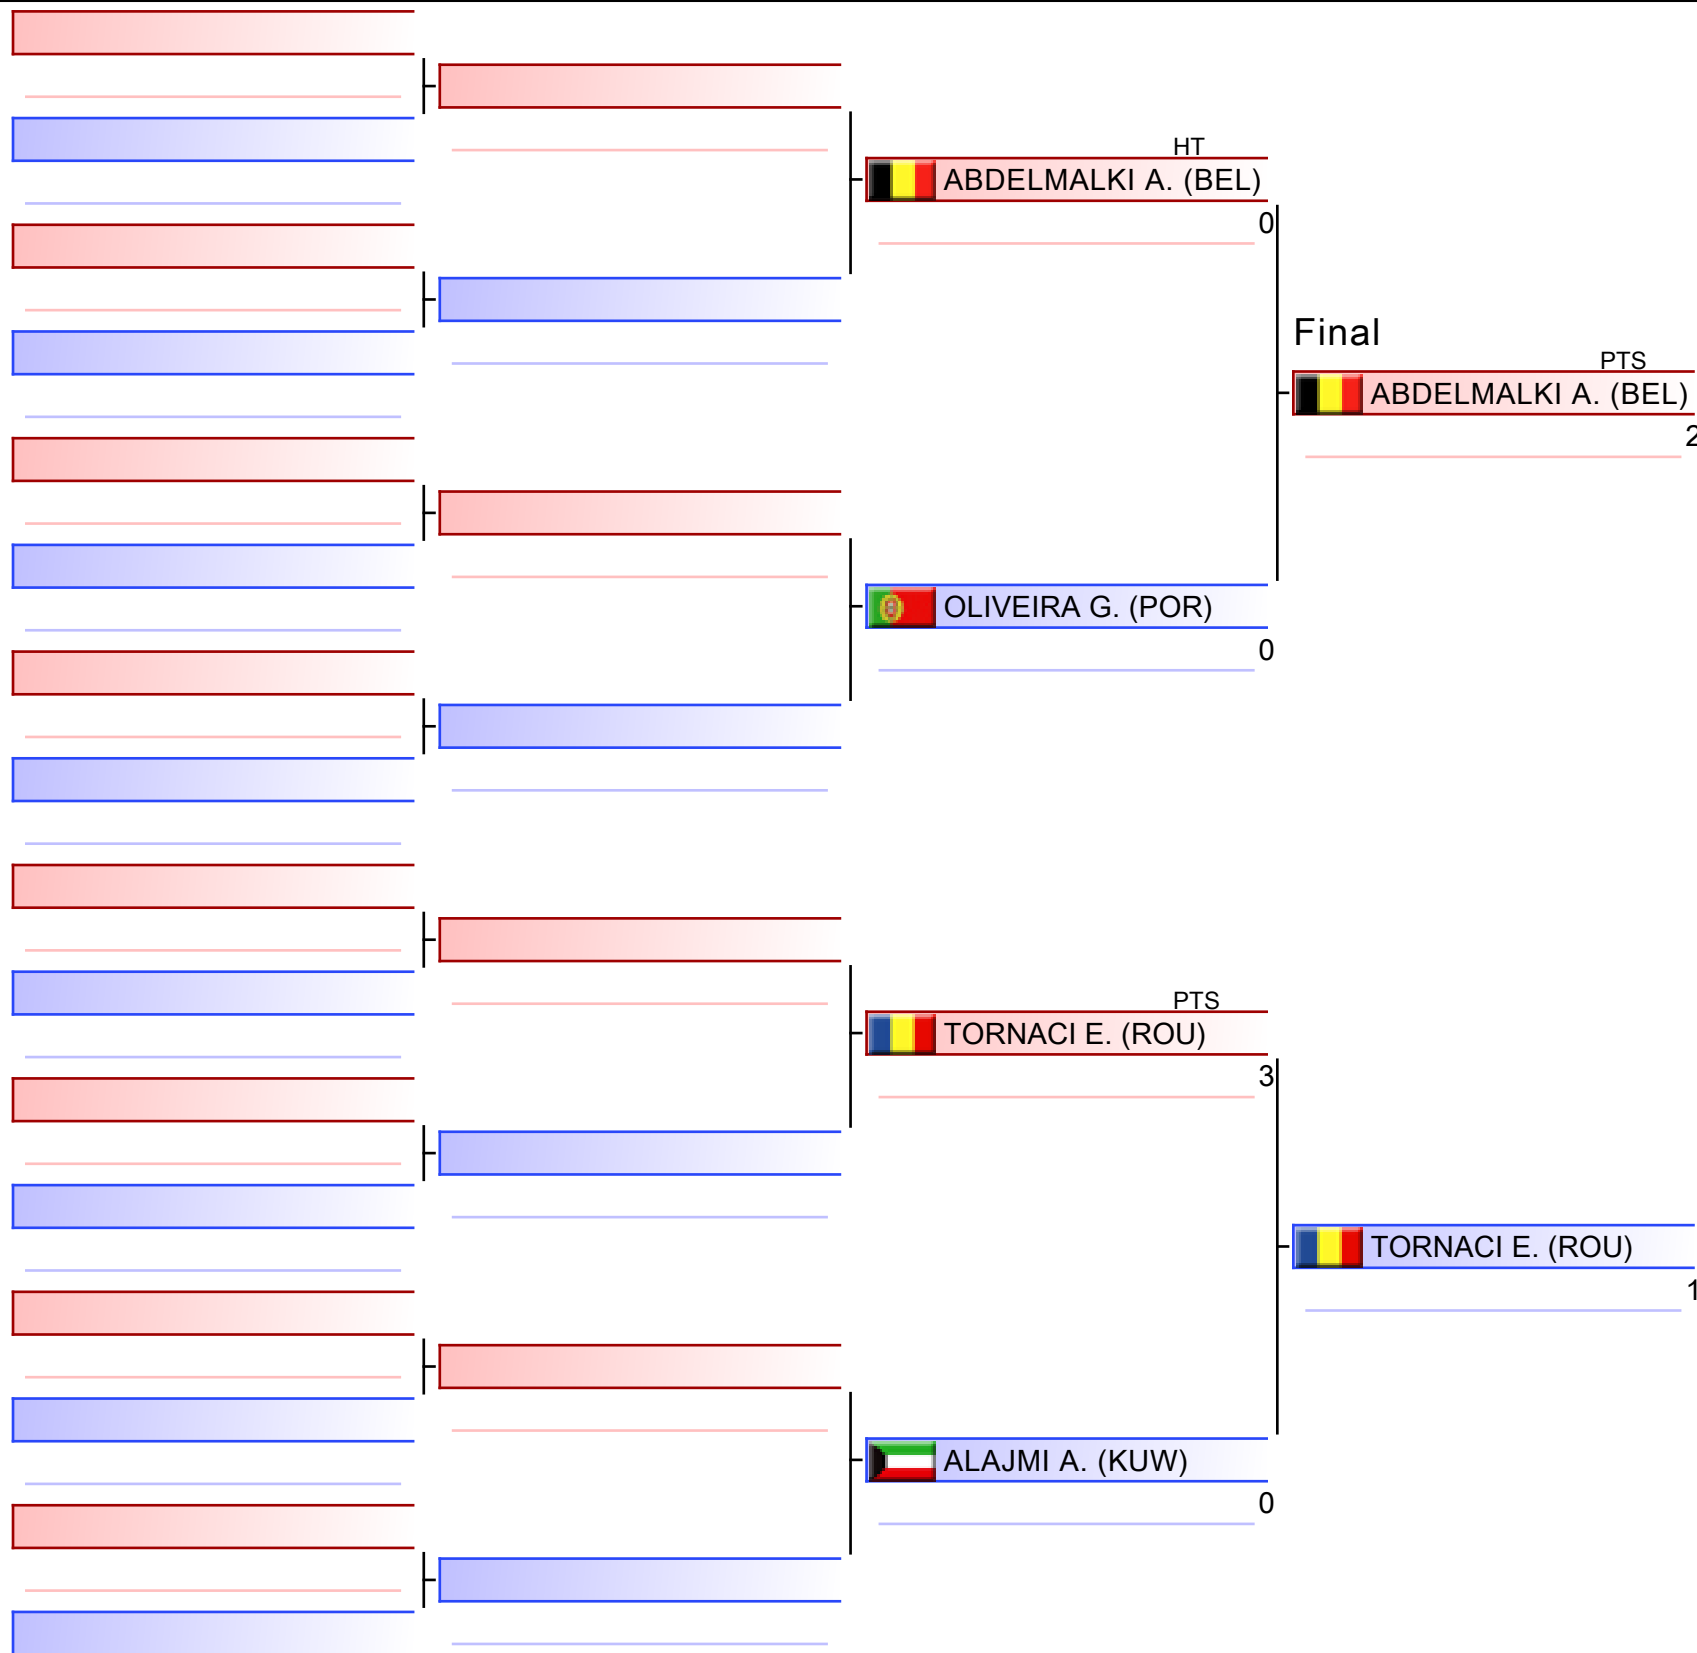 HT
ABDELMALKI A. (BEL)
0
Final
PTS
ABDELMALKI A. (BEL)
2
OLIVEIRA G. (POR)
0
PTS
TORNACI E. (ROU)
3
TORNACI E. (ROU)
1
ALAJMI A. (KUW)
0